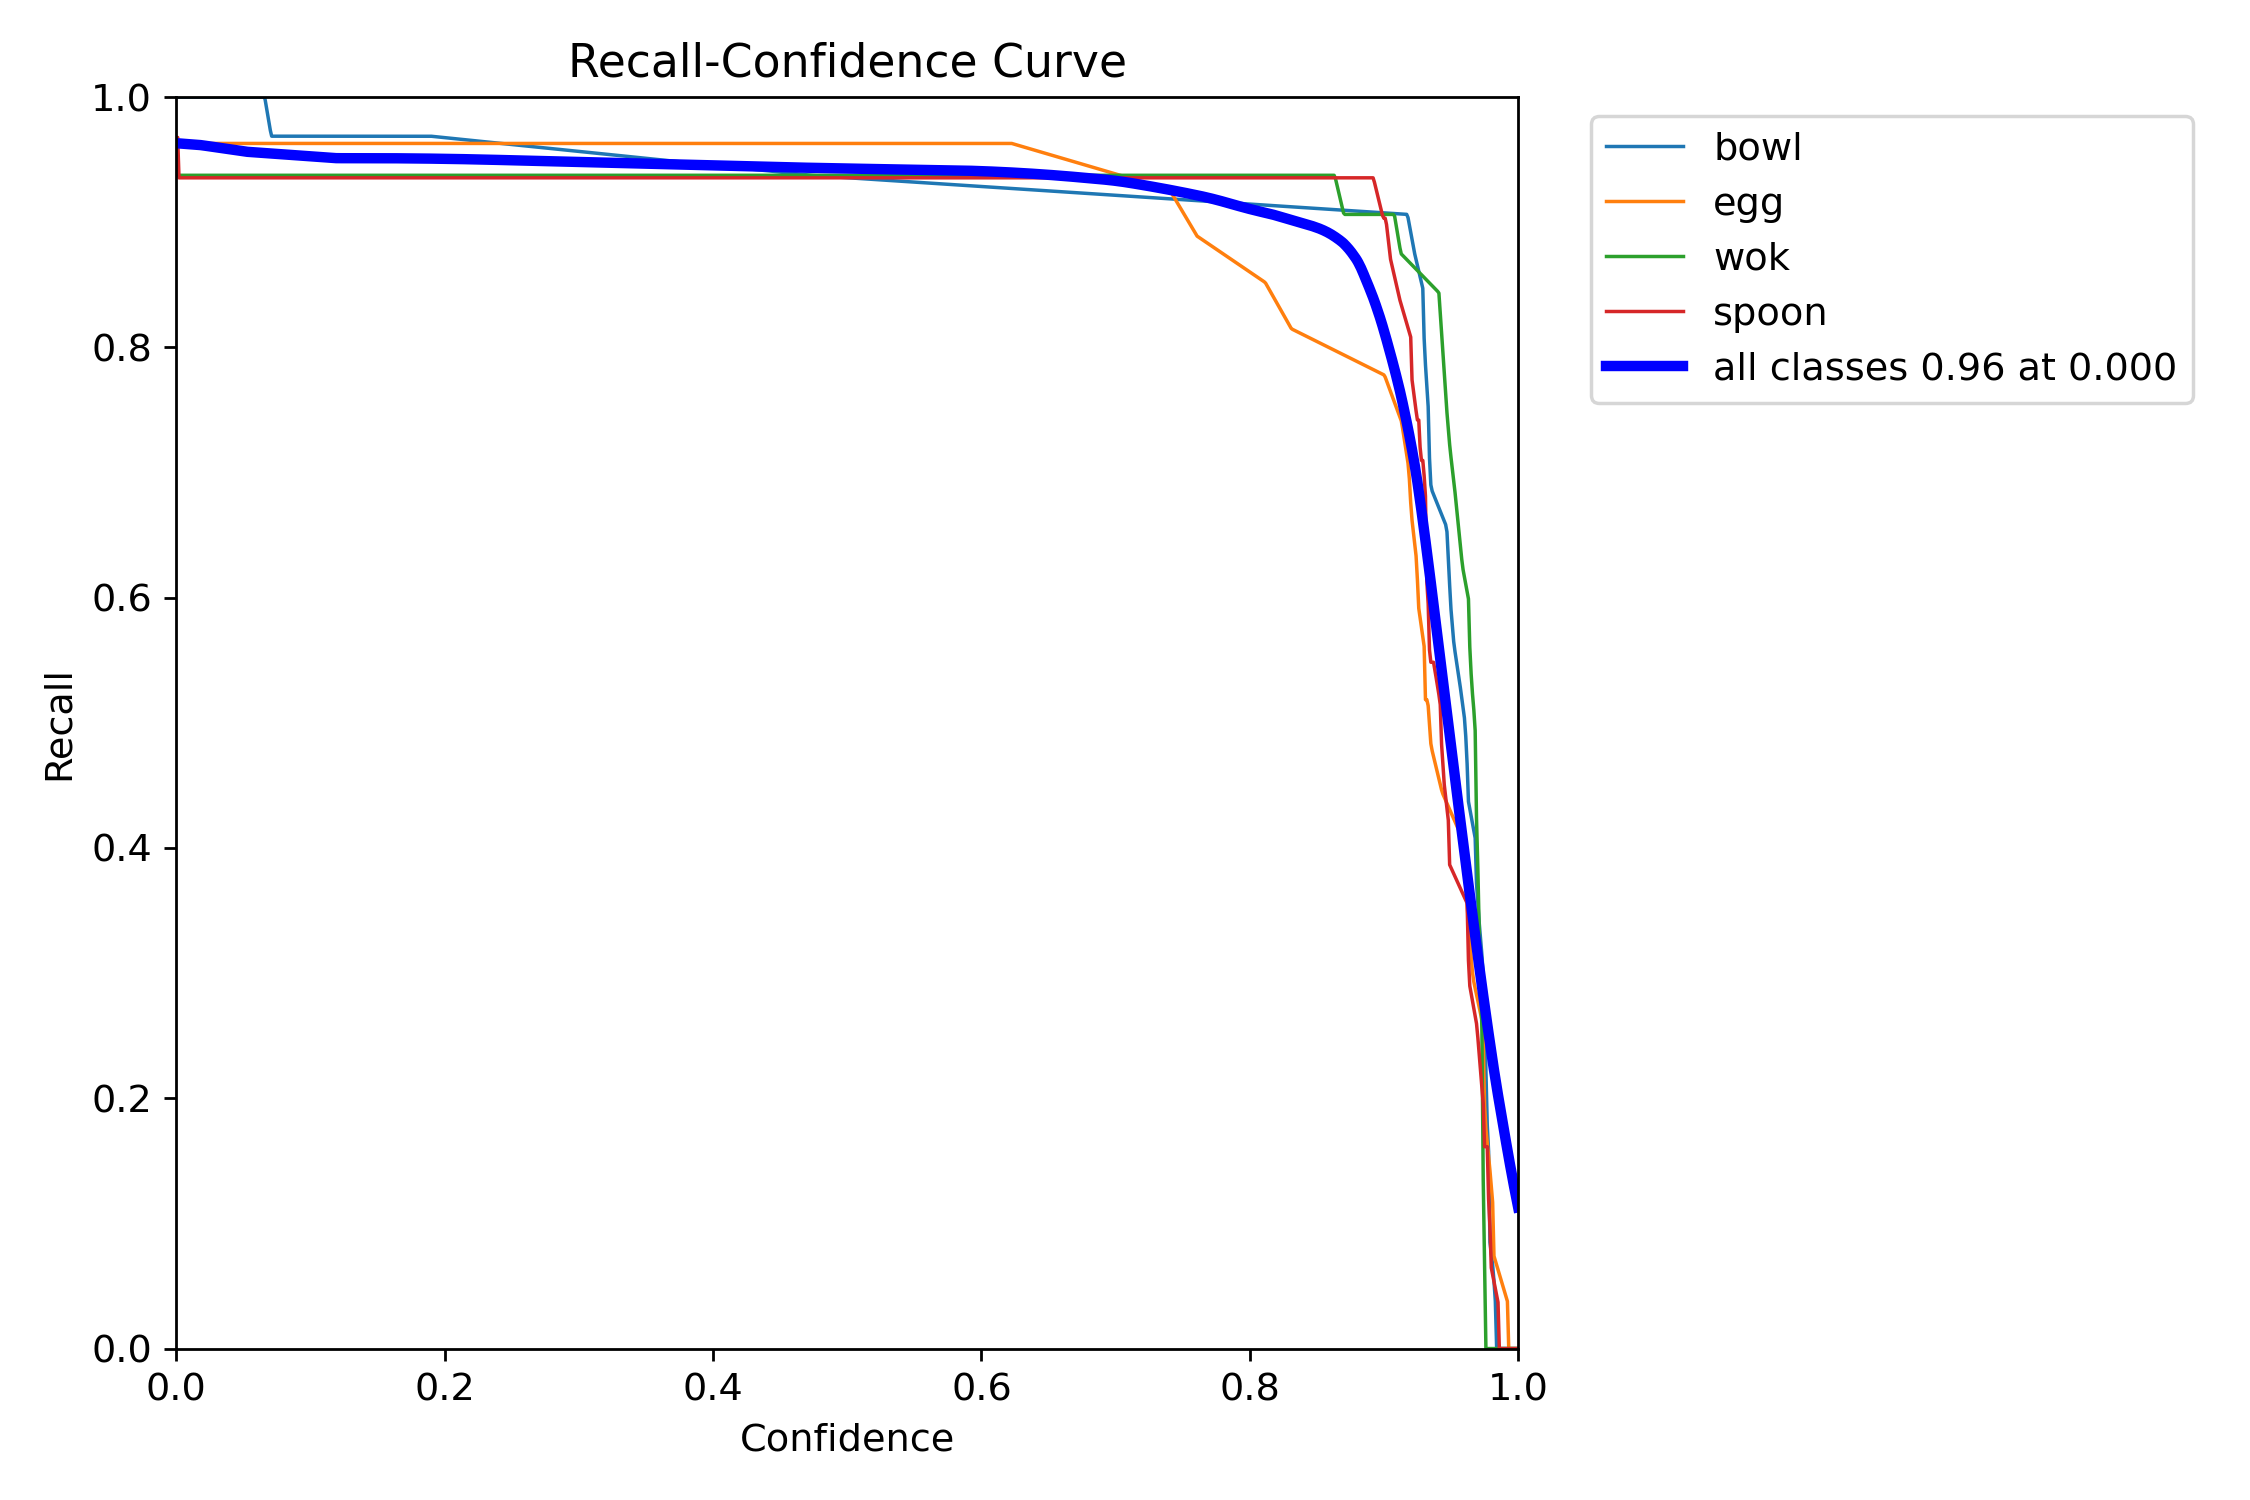 Recall-Confidence Curve
1.0
0.8
0.6
0.4
0.2
0.0
Recall
0.0 0.2 0.4 0.6 0.8 1.0
Confidence
bowl
egg
wok
spoon
all classes 0.96 at 0.000